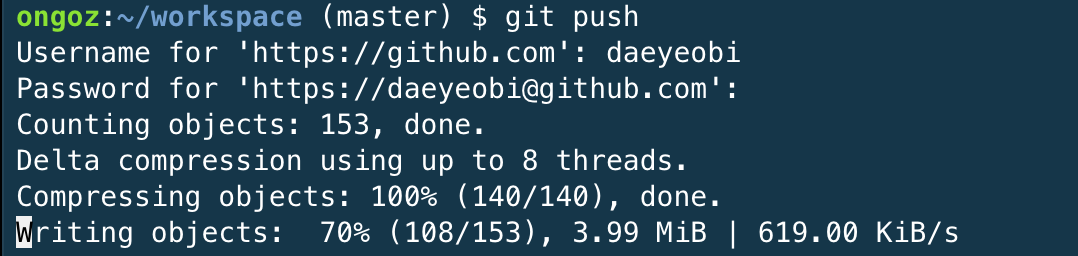 ongoz:~/workspace (master) $ git push
Username for 'https://github.com': daeyeobi
Password for 'https://daeyeobi@github.com':
Counting objects: 153, done.
Delta compression using up to 8 threads.
Compressing objects: 100% (140/140), done.
Writing objects:  70% (108/153), 3.99 MiB | 619.00 KiB/s